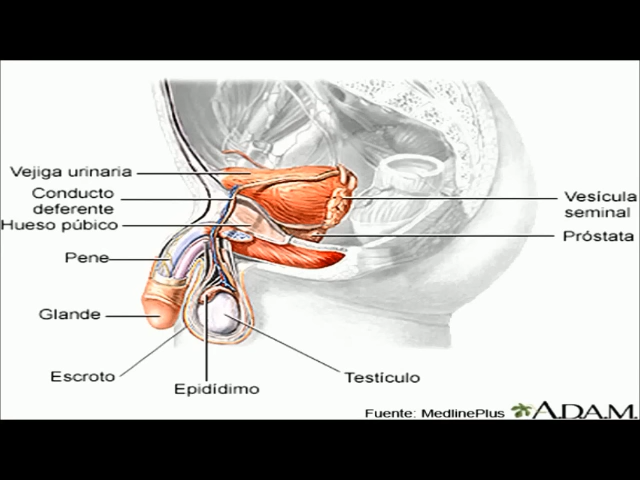 Vejiga urinaria
Conducto
deferente
Hueso púbico
Pene
Glande
Escroto
Epidídimo
Testículo
Vesícula
seminal
Próstata
Fuente: MedlinePlus
A.D.A.M.